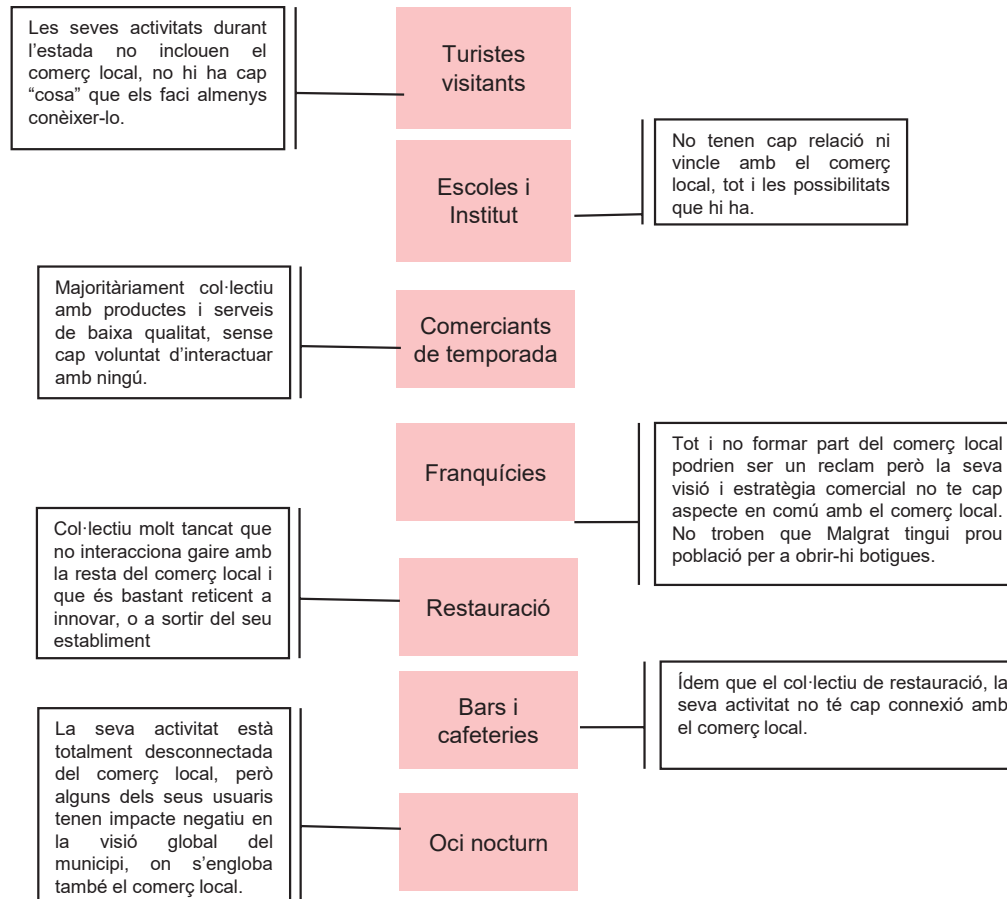 Les seves activitats durant
l’estada no inclouen el
comerç local, no hi ha cap
“cosa” que els faci almenys
conèixer-lo.
Turistes
visitants
Escoles i
Institut
No tenen cap relació ni
vincle amb el comerç
local, tot i les possibilitats
que hi ha.
Majoritàriament col·lectiu
amb productes i serveis
de baixa qualitat, sense
cap voluntat d’interactuar
amb ningú.
Comerciants
de temporada
Franquícies
Tot i no formar part del comerç local
podrien ser un reclam però la seva
visió i estratègia comercial no te cap
aspecte en comú amb el comerç local.
No troben que Malgrat tingui prou
població per a obrir-hi botigues.
Col·lectiu molt tancat que
no interacciona gaire amb
la resta del comerç local i
que és bastant reticent a
innovar, o a sortir del seu
establiment
Restauració
Bars i
cafeteries
Ídem que el col·lectiu de restauració, la
seva activitat no té cap connexió amb
el comerç local.
La seva activitat està
totalment desconnectada
del comerç local, però
alguns dels seus usuaris
tenen impacte negatiu en
la visió global del
municipi, on s’engloba
també el comerç local.
Oci nocturn